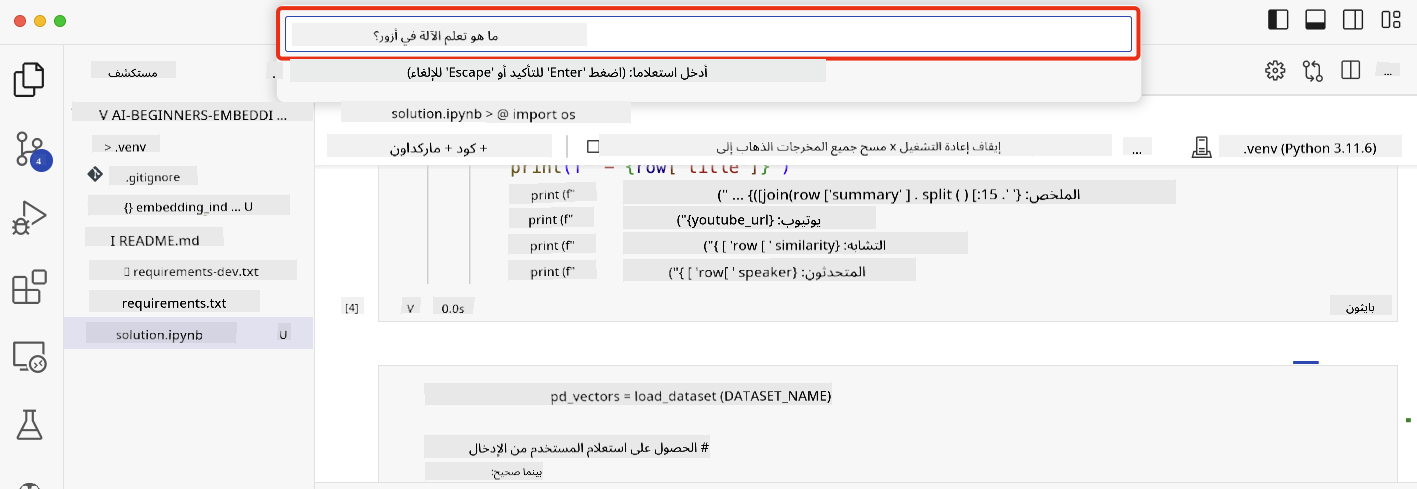 ما هو تعلم الآلة في أزور؟
أدخل استعلاما: (اضغط 'Enter' للتأكيد أو 'Escape' للإلغاء)
مستكشف
...
V AI-BEGINNERS-EMBEDDI ...
> .venv
.gitignore
{} embedding_ind ... U
I README.md
requirements-dev.txt
requirements.txt
solution.ipynb U
4
solution.ipynb > @ import os
+ كود + ماركداون
إيقاف إعادة التشغيل x مسح جميع المخرجات الذهاب إلى
...
.venv (Python 3.11.6)
print(f" = {row[ title ]}")
print (f" الملخص: {' '. join(row ['summary' ] . split ( ) [:15])} ... ")
print (f" يوتيوب: {youtube_url}")
print (f" التشابه: {row [ ' similarity' ] }")
print (f" المتحدثون: {row[ ' speaker' ] }")
[4] V 0.0s
بايثون
pd_vectors = load_dataset (DATASET_NAME)
# الحصول على استعلام المستخدم من الإدخال
بينما صحيح: